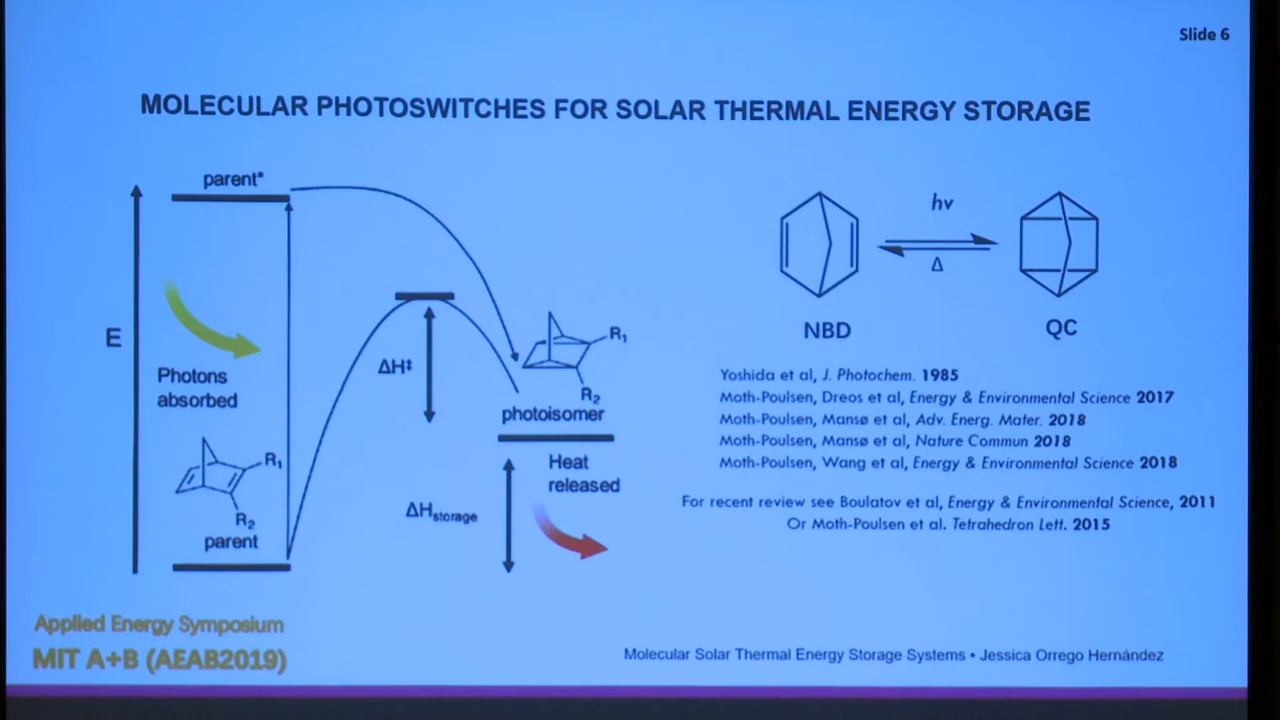 Slide 6
MOLECULAR PHOTOSWITCHES FOR SOLAR THERMAL ENERGY STORAGE
parent*
E
Photons
absorbed
R₁
R₂
parent
ΔH‡
R₁
R₂
photoisomer
Heat
released
ΔHstorage
hν
Δ
NBD
QC
Yoshida et al, J. Photochem. 1985
Moth-Poulsen, Dreos et al, Energy & Environmental Science 2017
Moth-Poulsen, Mansø et al, Adv. Energ. Mater. 2018
Moth-Poulsen, Mansø et al, Nature Commun 2018
Moth-Poulsen, Wang et al, Energy & Environmental Science 2018
For recent review see Boulatov et al, Energy & Environmental Science, 2011
Or Moth-Poulsen et al. Tetrahedron Lett. 2015
Applied Energy Symposium
MIT A+B (AEAB2019)
Molecular Solar Thermal Energy Storage Systems • Jessica Orrego Hernández